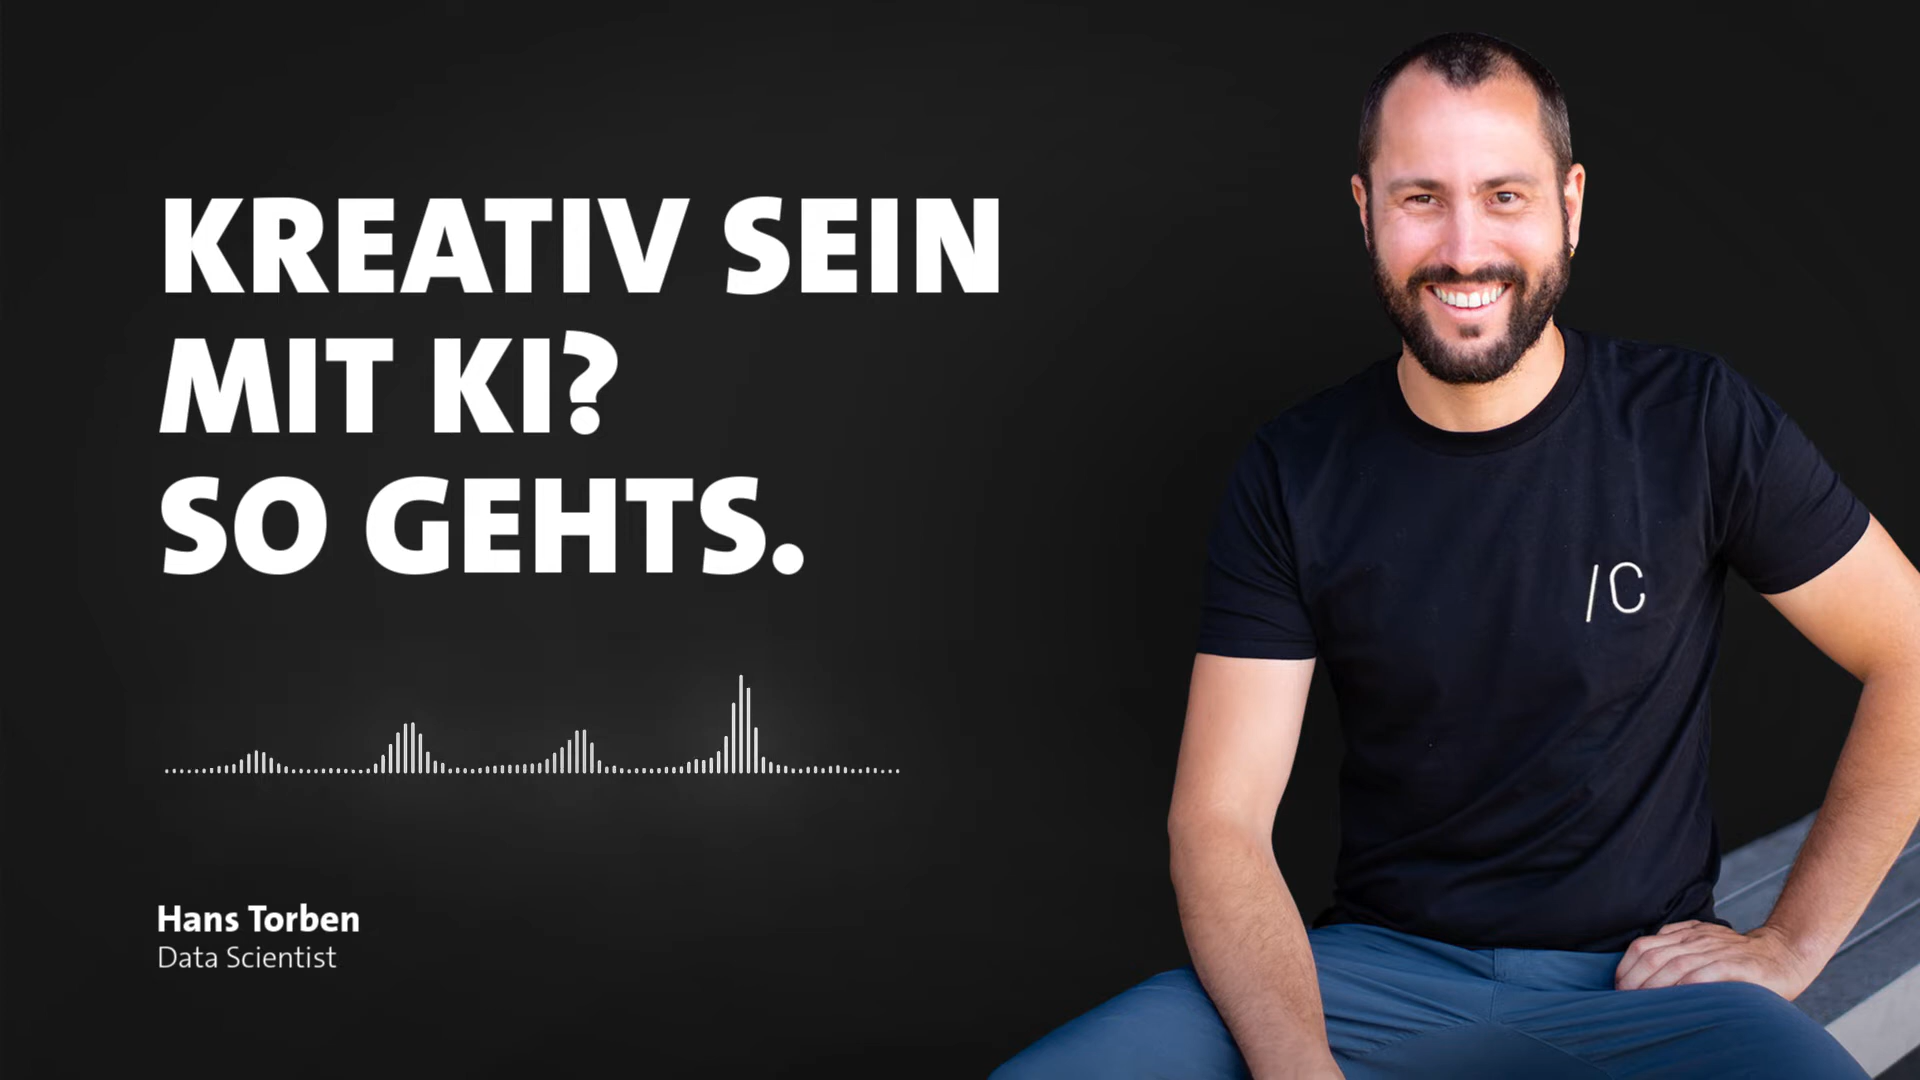 KREATIV SEIN
MIT KI?
SO GEHTS.
/C
Hans Torben
Data Scientist